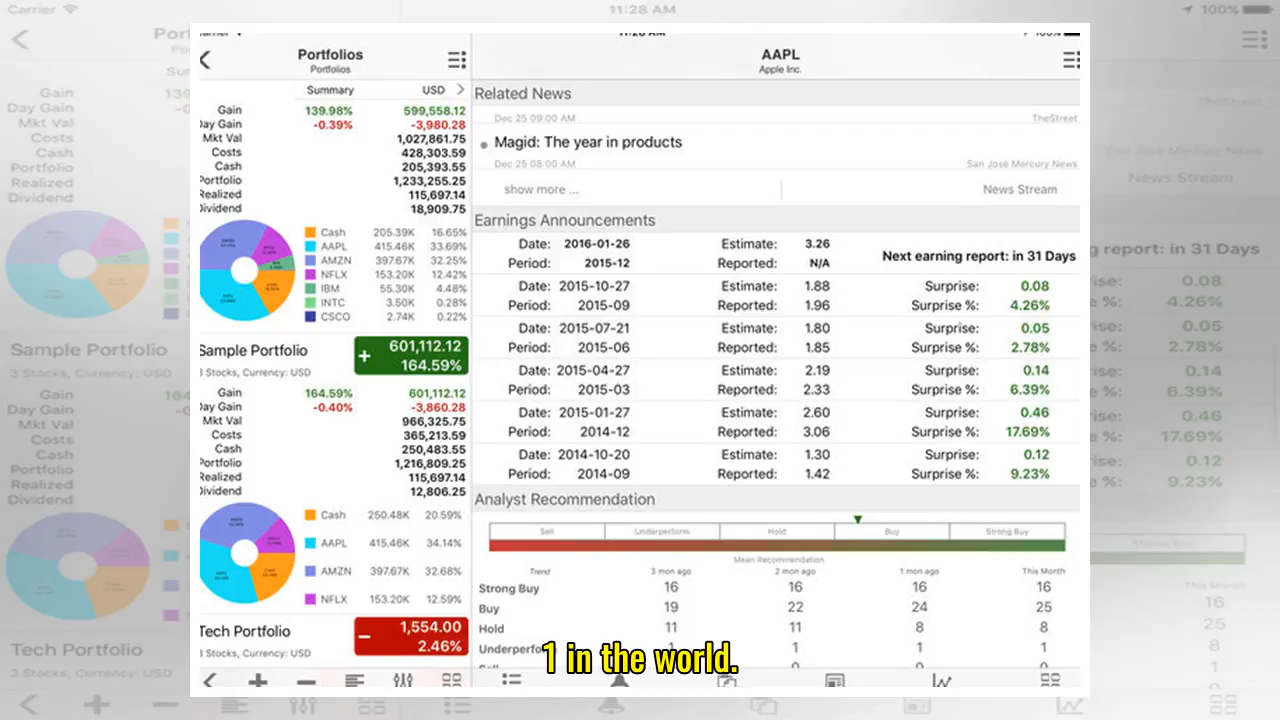 Carrier 11:28 AM 100%
Portfolios
Portfolios
Summary USD
Gain 139.98% 599,558.12
Day Gain -0.39% -3,980.28
Mkt Val 1,027,861.75
Costs 428,303.59
Cash 205,393.55
Portfolio 1,233,255.25
Realized 115,697.14
Dividend 18,909.75
Cash 205.39K 16.65%
AAPL 415.46K 33.69%
AMZN 397.67K 32.25%
NFLX 153.20K 12.42%
IBM 55.30K 4.48%
INTC 3.50K 0.28%
CSCO 2.74K 0.22%
Sample Portfolio + 601,112.12
3 Stocks, Currency: USD 164.59%
Gain 164.59% 601,112.12
Day Gain -0.40% -3,860.28
Mkt Val 966,325.75
Costs 365,213.59
Cash 250,483.55
Portfolio 1,216,809.25
Realized 115,697.14
Dividend 12,806.25
Cash 250.48K 20.59%
AAPL 415.46K 34.14%
AMZN 397.67K 32.68%
NFLX 153.20K 12.59%
Tech Portfolio - 1,554.00
3 Stocks, Currency: USD 2.46%
AAPL
Apple Inc.
Related News
Dec 25 09:00 AM TheStreet
Magid: The year in products
Dec 25 08:00 AM San Jose Mercury News
show more ... News Stream
Earnings Announcements
Date: 2016-01-26 Estimate: 3.26
Period: 2015-12 Reported: N/A
Next earning report: in 31 Days
Date: 2015-10-27 Estimate: 1.88 Surprise: 0.08
Period: 2015-09 Reported: 1.96 Surprise %: 4.26%
Date: 2015-07-21 Estimate: 1.80 Surprise: 0.05
Period: 2015-06 Reported: 1.85 Surprise %: 2.78%
Date: 2015-04-27 Estimate: 2.19 Surprise: 0.14
Period: 2015-03 Reported: 2.33 Surprise %: 6.39%
Date: 2015-01-27 Estimate: 2.60 Surprise: 0.46
Period: 2014-12 Reported: 3.06 Surprise %: 17.69%
Date: 2014-10-20 Estimate: 1.30 Surprise: 0.12
Period: 2014-09 Reported: 1.42 Surprise %: 9.23%
Analyst Recommendation
Sell Underperform Hold Buy Strong Buy
Mean Recommendation
Trend 3 mon ago 2 mon ago 1 mon ago This Month
Strong Buy 16 16 16 16
Buy 19 22 24 25
Hold 11 11 8 8
Underperfo 1 1 1
1 in the world.